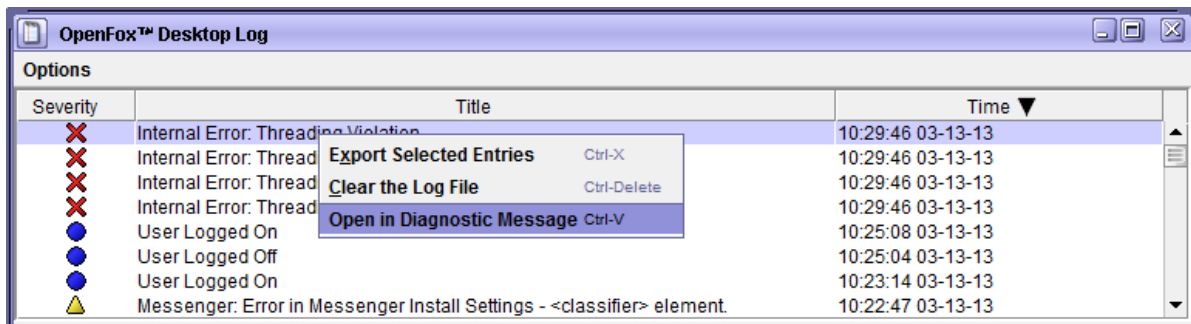 OpenFox™ Desktop Log
Options
Severity Title Time
Internal Error: Threading Violation 10:29:46 03-13-13
Internal Error: Thread 10:29:46 03-13-13
Export Selected Entries Ctrl-X
Internal Error: Thread 10:29:46 03-13-13
Clear the Log File Ctrl-Delete
Internal Error: Thread 10:29:46 03-13-13
Open in Diagnostic Message Ctrl-V
User Logged On 10:25:08 03-13-13
User Logged Off 10:25:04 03-13-13
User Logged On 10:23:14 03-13-13
Messenger: Error in Messenger Install Settings - <classifier> element. 10:22:47 03-13-13